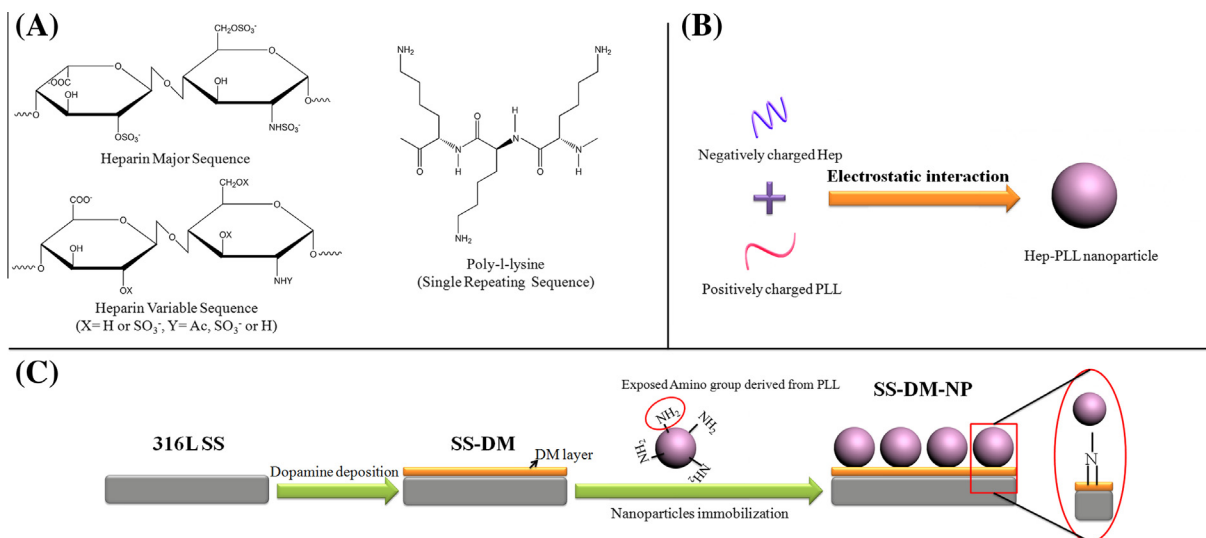 (A)
CH₂OSO₃⁻
O
O
⁻OOC
OH
OH
O
O
O
OSO₃⁻
NHSO₃⁻
Heparin Major Sequence
CH₂OX
COO⁻
O
O
OX
OH
O
O
O
NHY
OX
Heparin Variable Sequence
(X= H or SO₃⁻, Y= Ac, SO₃⁻ or H)
NH₂
NH₂
O
H
N
N
N
H
O
O
H
NH₂
Poly-l-lysine
(Single Repeating Sequence)
(B)
Negatively charged Hep
Electrostatic interaction
Positively charged PLL
Hep-PLL nanoparticle
(C)
316L SS
Dopamine deposition
SS-DM
DM layer
Exposed Amino group derived from PLL
NH₂
NH₂
NH₂
NH₂
Nanoparticles immobilization
SS-DM-NP
N